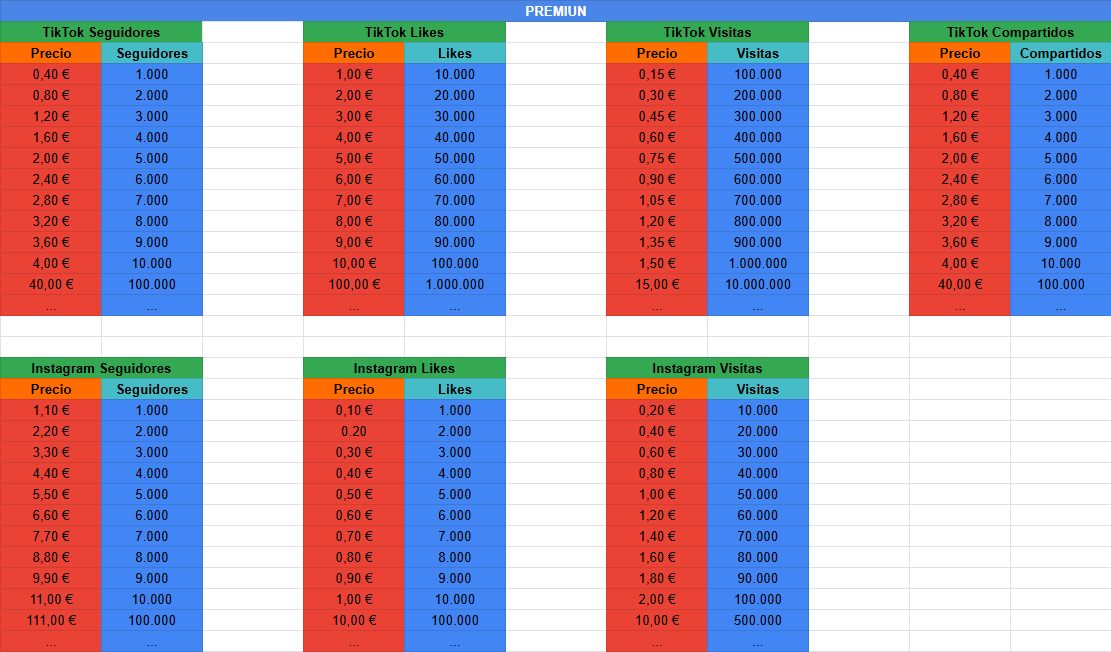 PREMIUN
TikTok Seguidores TikTok Likes TikTok Visitas TikTok Compartidos
Precio Seguidores Precio Likes Precio Visitas Precio Compartidos
0,40 € 1.000 1,00 € 10.000 0,15 € 100.000 0,40 € 1.000
0,80 € 2.000 2,00 € 20.000 0,30 € 200.000 0,80 € 2.000
1,20 € 3.000 3,00 € 30.000 0,45 € 300.000 1,20 € 3.000
1,60 € 4.000 4,00 € 40.000 0,60 € 400.000 1,60 € 4.000
2,00 € 5.000 5,00 € 50.000 0,75 € 500.000 2,00 € 5.000
2,40 € 6.000 6,00 € 60.000 0,90 € 600.000 2,40 € 6.000
2,80 € 7.000 7,00 € 70.000 1,05 € 700.000 2,80 € 7.000
3,20 € 8.000 8,00 € 80.000 1,20 € 800.000 3,20 € 8.000
3,60 € 9.000 9,00 € 90.000 1,35 € 900.000 3,60 € 9.000
4,00 € 10.000 10,00 € 100.000 1,50 € 1.000.000 4,00 € 10.000
40,00 € 100.000 100,00 € 1.000.000 15,00 € 10.000.000 40,00 € 100.000
... ... ... ... ... ... ... ...
Instagram Seguidores Instagram Likes Instagram Visitas
Precio Seguidores Precio Likes Precio Visitas
1,10 € 1.000 0,10 € 1.000 0,20 € 10.000
2,20 € 2.000 0.20 2.000 0,40 € 20.000
3,30 € 3.000 0,30 € 3.000 0,60 € 30.000
4,40 € 4.000 0,40 € 4.000 0,80 € 40.000
5,50 € 5.000 0,50 € 5.000 1,00 € 50.000
6,60 € 6.000 0,60 € 6.000 1,20 € 60.000
7,70 € 7.000 0,70 € 7.000 1,40 € 70.000
8,80 € 8.000 0,80 € 8.000 1,60 € 80.000
9,90 € 9.000 0,90 € 9.000 1,80 € 90.000
11,00 € 10.000 1,00 € 10.000 2,00 € 100.000
111,00 € 100.000 10,00 € 100.000 10,00 € 500.000
... ... ... ... ... ...